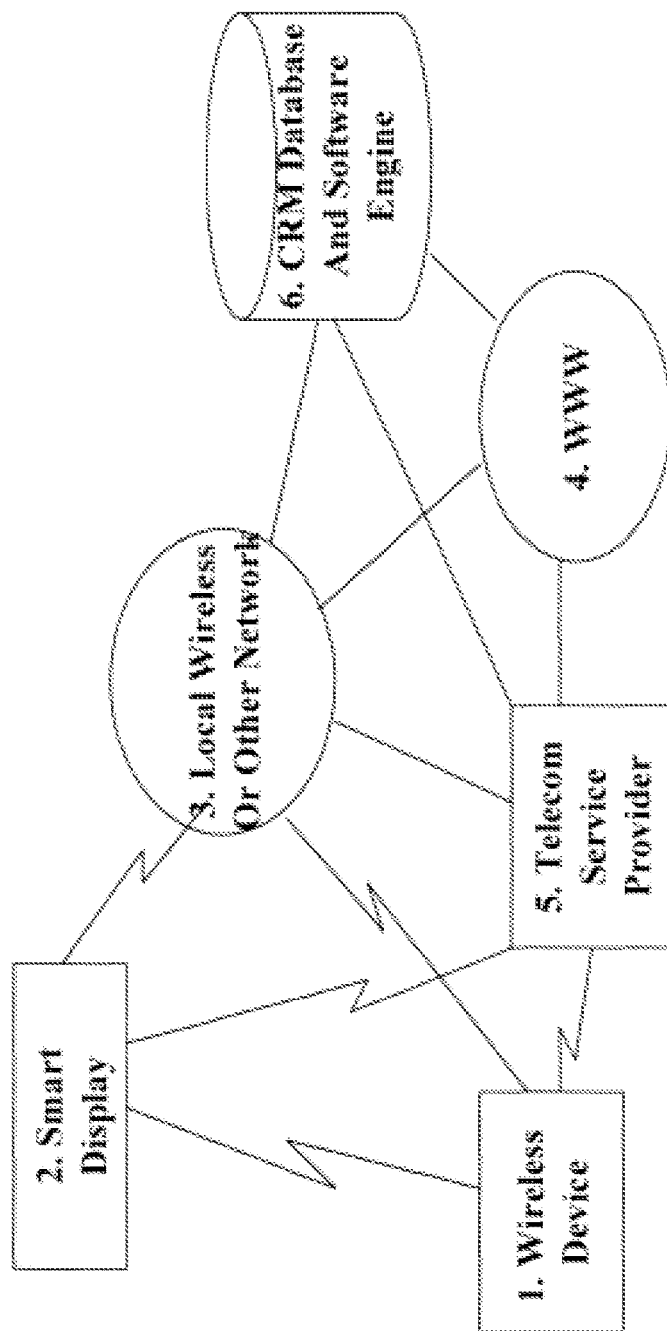 2. Smart
Display
3. Local Wireless
Or Other Network
6. CRM Database
And Software
Engine
1. Wireless
Device
5. Telecom
Service
Provider
4. WWW